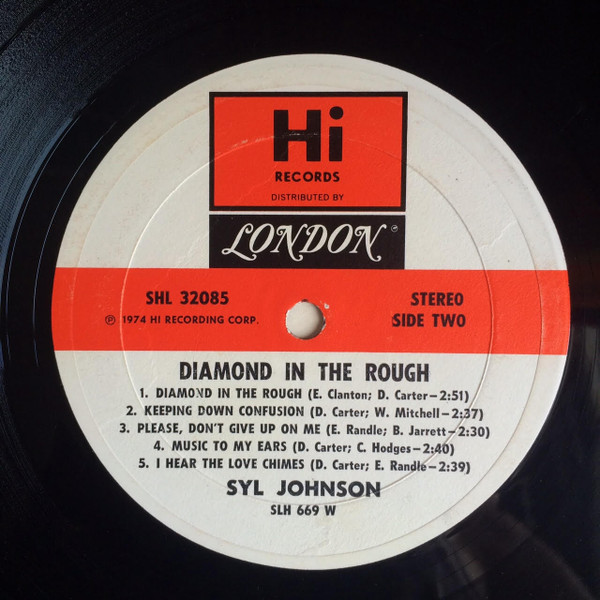 Hi
RECORDS
DISTRIBUTED BY
LONDON ®
SHL 32085
STEREO
℗ 1974 HI RECORDING CORP.
SIDE TWO
DIAMOND IN THE ROUGH
1. DIAMOND IN THE ROUGH (E. Clanton; D. Carter—2:51)
2. KEEPING DOWN CONFUSION (D. Carter; W. Mitchell—2:37)
3. PLEASE, DON'T GIVE UP ON ME (E. Randle; B. Jarrett—2:30)
4. MUSIC TO MY EARS (D. Carter; C. Hodges—2:40)
5. I HEAR THE LOVE CHIMES (D. Carter; E. Randle—2:39)
SYL JOHNSON
SLH 669 W